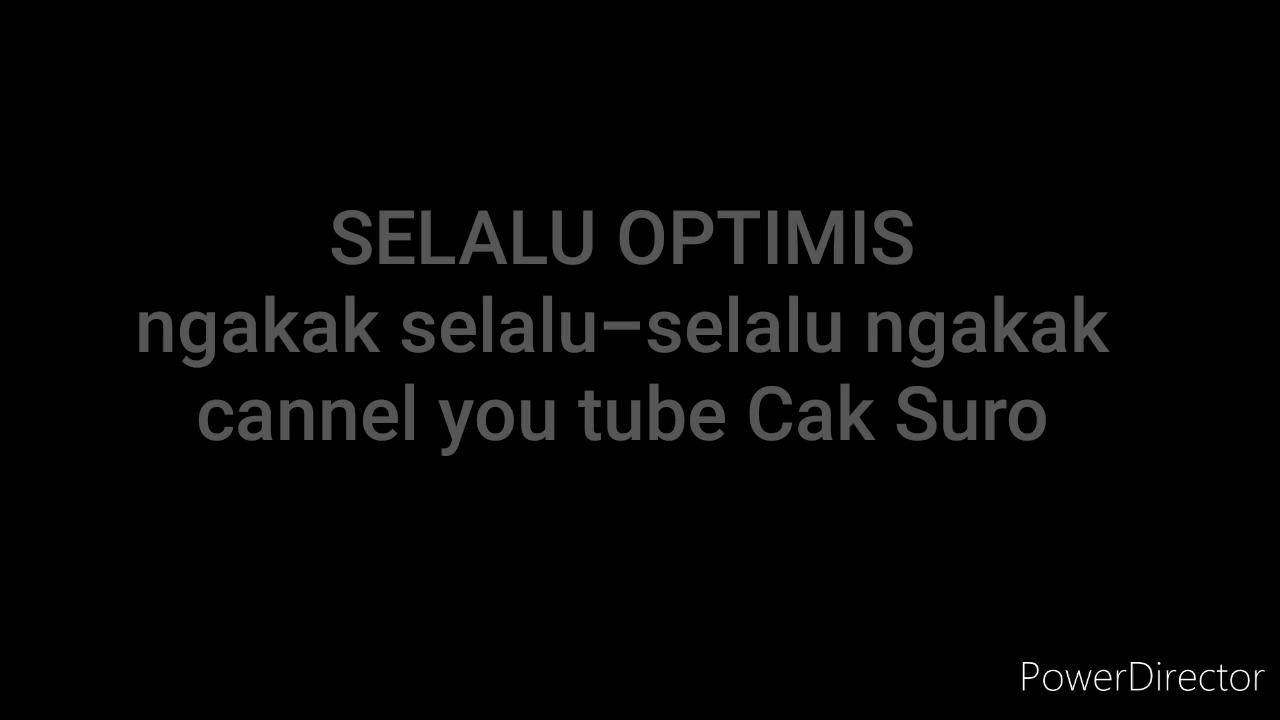 SELALU OPTIMIS
ngakak selalu–selalu ngakak
cannel you tube Cak Suro
PowerDirector